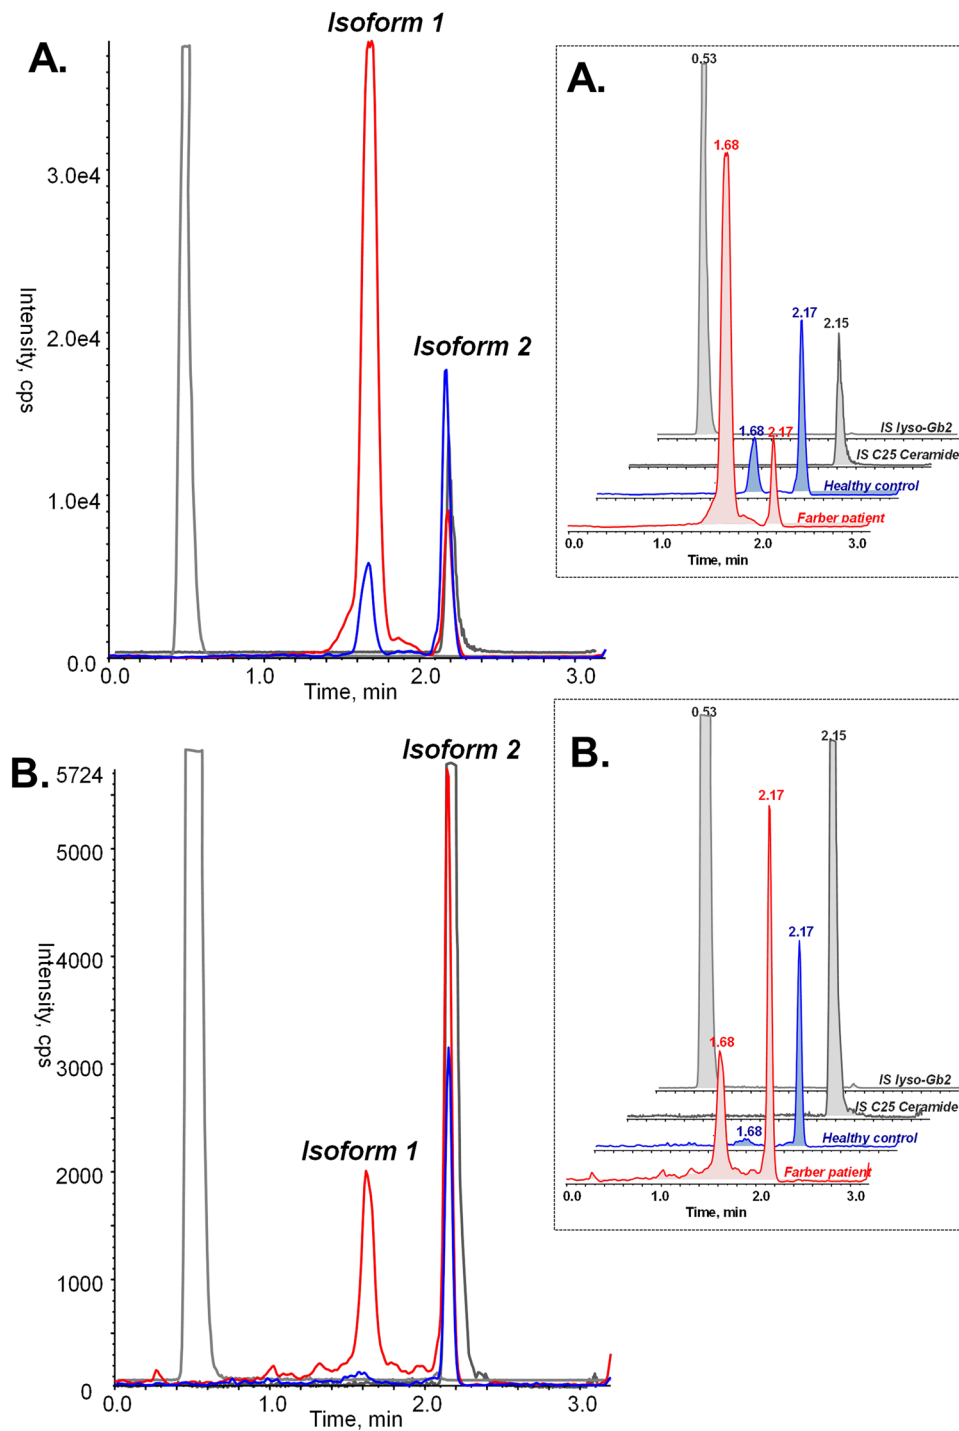 A.
Isoform 1
Isoform 2
3.0e4
2.0e4
1.0e4
0.0
Intensity, cps
0.0 1.0 2.0 3.0
Time, min
A.
0.53
1.68
2.17
2.15
1.68
2.17
IS lyso-Gb2
IS C25 Ceramide
Healthy control
Farber patient
0.0 1.0 2.0 3.0
Time, min
B.
Isoform 2
Isoform 1
5724
5000
4000
3000
2000
1000
0
Intensity, cps
0.0 1.0 2.0 3.0
Time, min
B.
0.53
2.15
2.17
2.17
1.68
1.68
IS lyso-Gb2
IS C25 Ceramide
Healthy control
Farber patient
0.0 1.0 2.0 3.0
Time, min